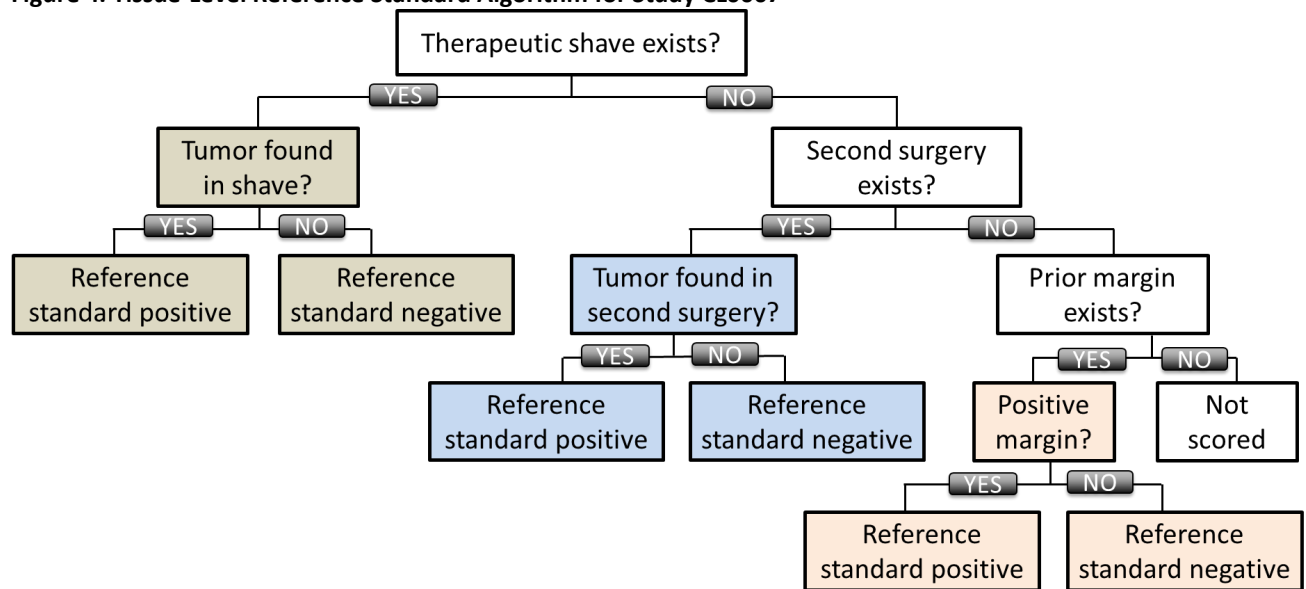 Therapeutic shave exists?
YES
NO
Tumor found
in shave?
Second surgery
exists?
YES
NO
YES
NO
Reference
standard positive
Reference
standard negative
Tumor found in
second surgery?
Prior margin
exists?
YES
NO
YES
NO
Reference
standard positive
Reference
standard negative
Positive
margin?
Not
scored
YES
NO
Reference
standard positive
Reference
standard negative